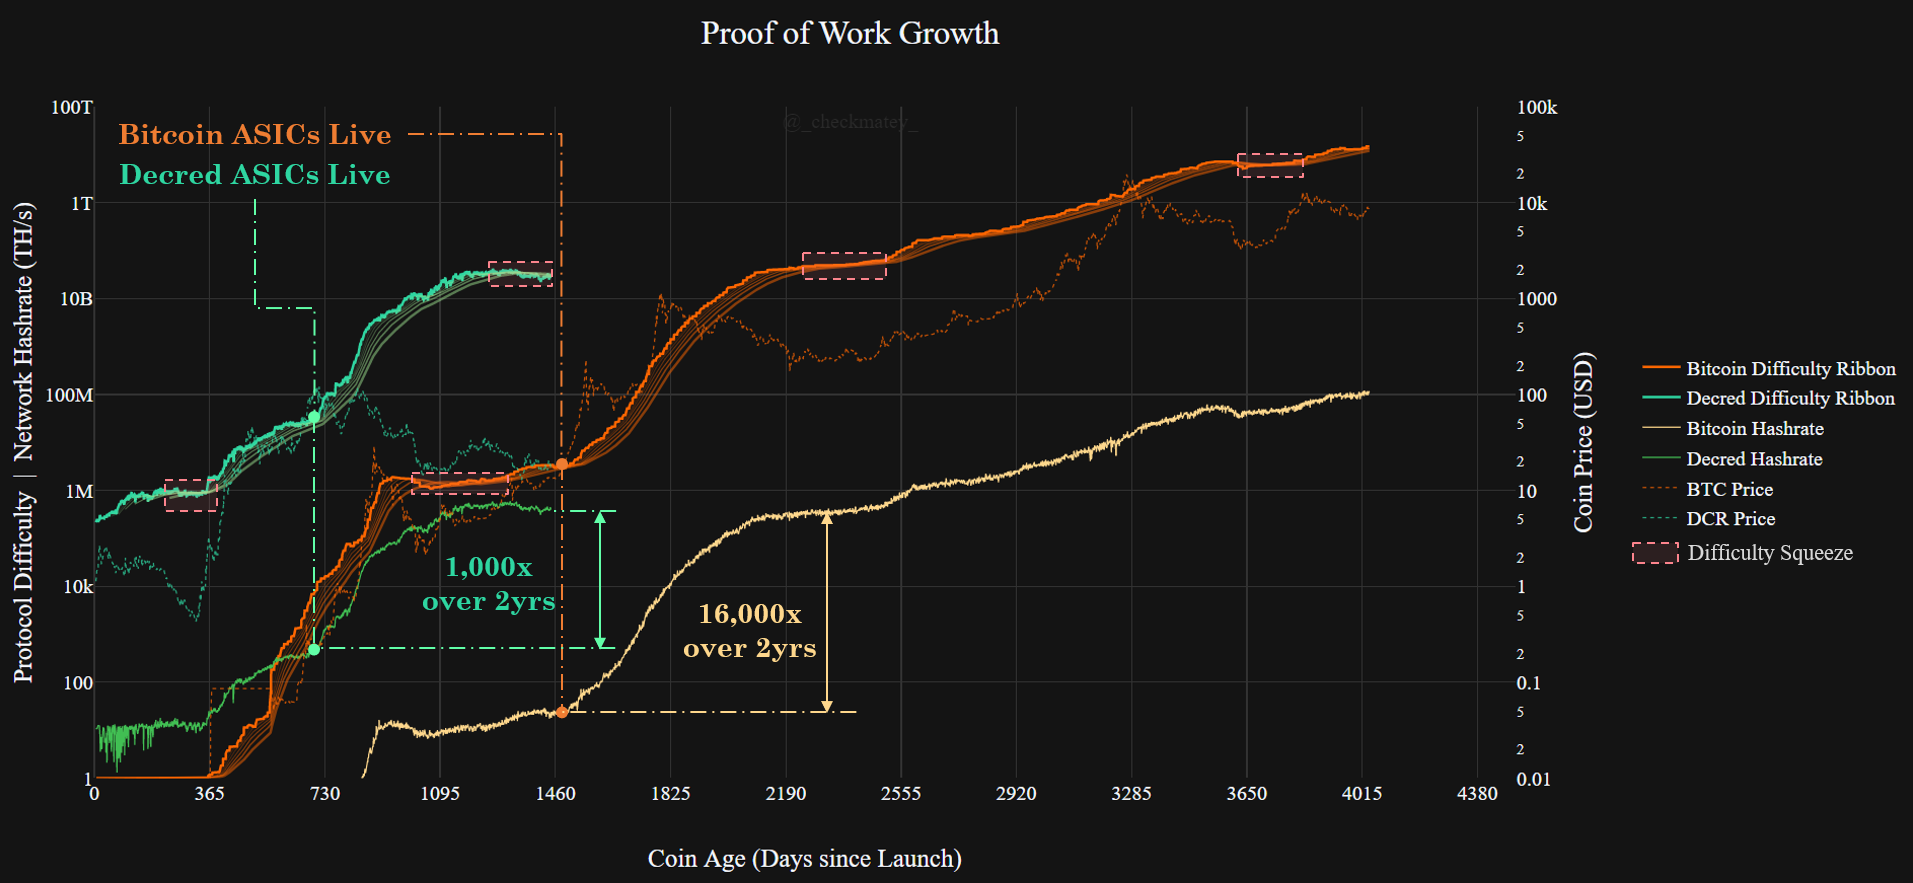 Proof of Work Growth
@_checkmatey_
Bitcoin ASICs Live
Decred ASICs Live
1,000x
over 2yrs
16,000x
over 2yrs
Protocol Difficulty | Network Hashrate (TH/s)
100T
1T
10B
100M
1M
10k
100
1
0
365
730
1095
1460
1825
2190
2555
2920
3285
3650
4015
4380
Coin Age (Days since Launch)
100k
5
2
10k
5
2
1000
5
2
100
5
2
10
5
2
1
5
2
0.1
5
2
0.01
Coin Price (USD)
Bitcoin Difficulty Ribbon
Decred Difficulty Ribbon
Bitcoin Hashrate
Decred Hashrate
BTC Price
DCR Price
Difficulty Squeeze